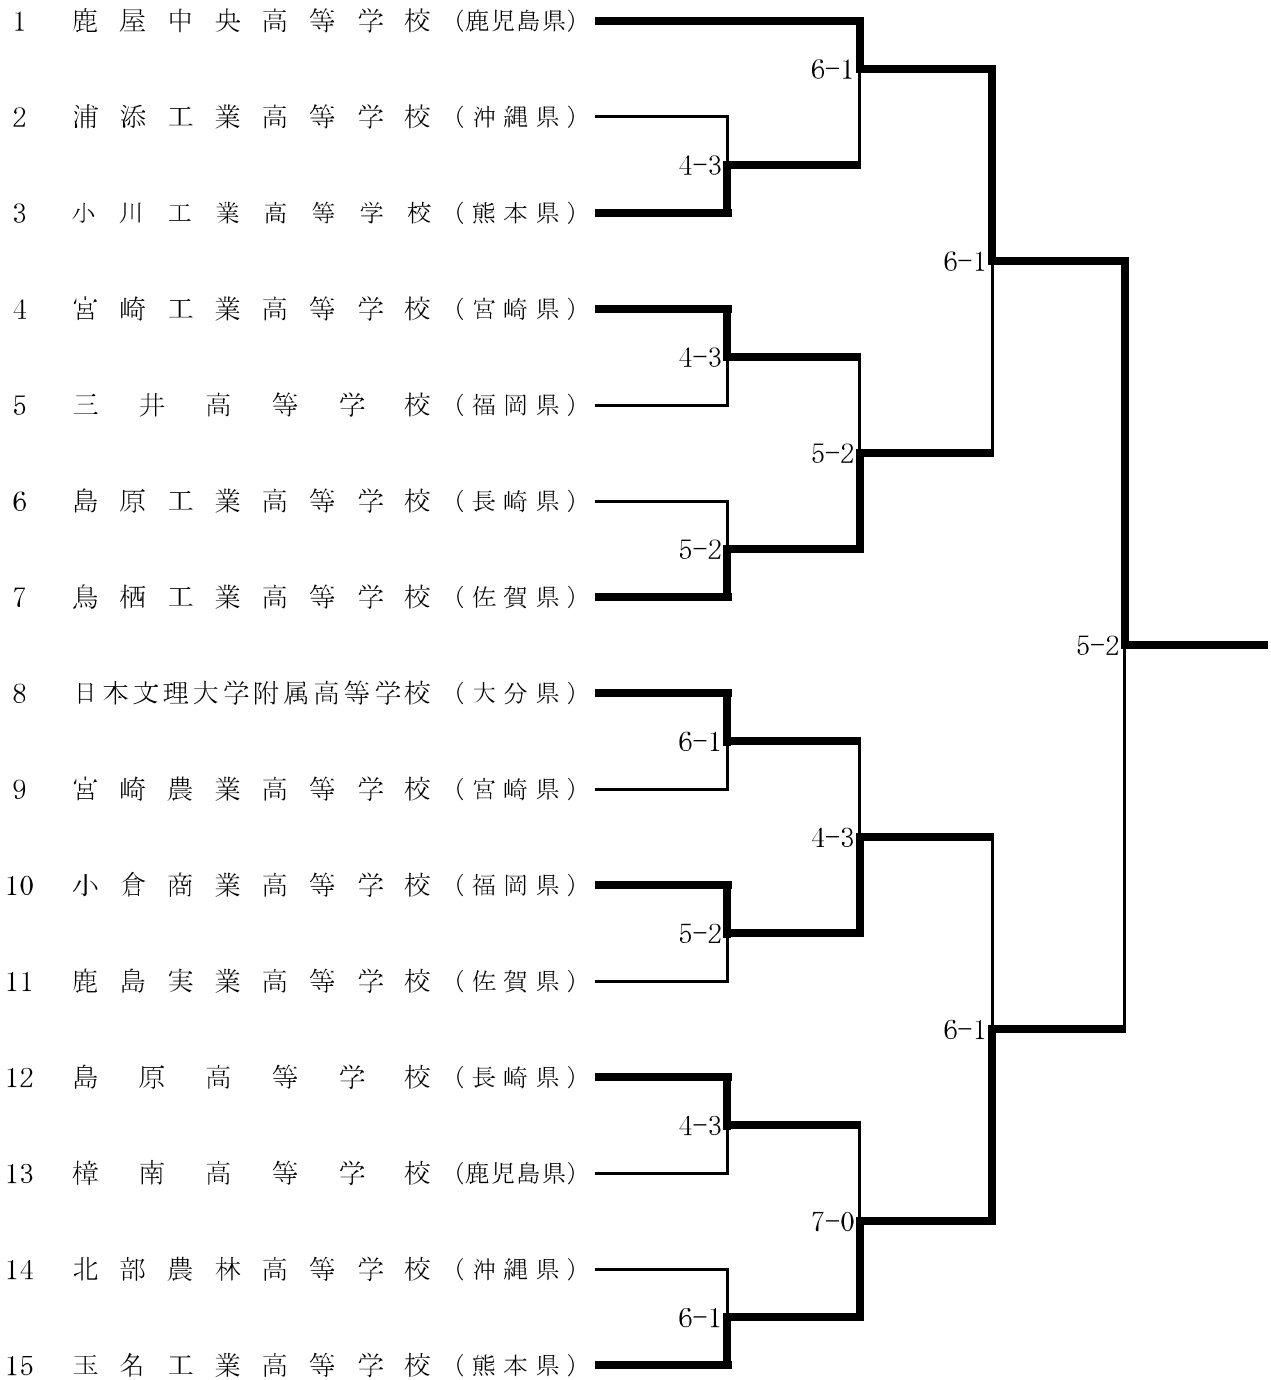 1 鹿屋中央高等学校 (鹿児島県)
6-1
2 浦添工業高等学校 (沖縄県)
4-3
3 小川工業高等学校 (熊本県)
6-1
4 宮崎工業高等学校 (宮崎県)
4-3
5 三井高等学校 (福岡県)
5-2
6 島原工業高等学校 (長崎県)
5-2
7 鳥栖工業高等学校 (佐賀県)
5-2
8 日本文理大学附属高等学校 (大分県)
6-1
9 宮崎農業高等学校 (宮崎県)
4-3
10 小倉商業高等学校 (福岡県)
5-2
11 鹿島実業高等学校 (佐賀県)
6-1
12 島原高等学校 (長崎県)
4-3
13 樟南高等学校 (鹿児島県)
7-0
14 北部農林高等学校 (沖縄県)
6-1
15 玉名工業高等学校 (熊本県)